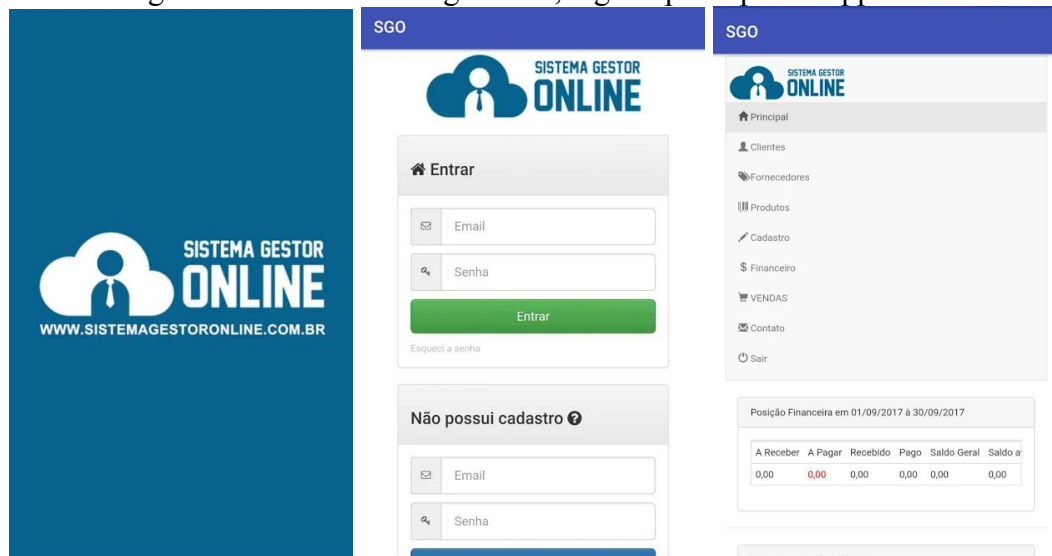 SISTEMA GESTOR
ONLINE
WWW.SISTEMAGESTORONLINE.COM.BR
SGO
SISTEMA GESTOR
ONLINE
Entrar
Email
Senha
Entrar
Esqueci a senha
Não possui cadastro
Email
Senha
SGO
SISTEMA GESTOR
ONLINE
Principal
Clientes
Fornecedores
Produtos
Cadastro
$ Financeiro
VENDAS
Contato
Sair
Posição Financeira em 01/09/2017 à 30/09/2017
A Receber A Pagar Recebido Pago Saldo Geral Saldo a
0,00 0,00 0,00 0,00 0,00 0,00